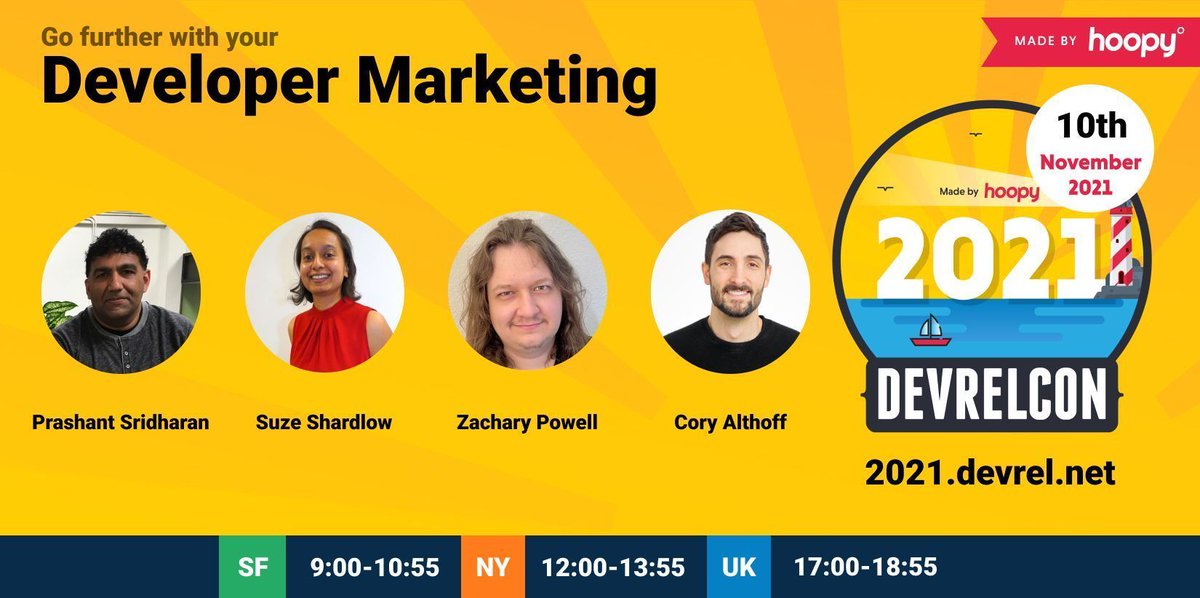 Go further with your
Developer Marketing
MADE BY hoopy
10th
November
2021
Made by hoopy
2021
DEVRELCON
2021.devrel.net
Prashant Sridharan
Suze Shardlow
Zachary Powell
Cory Althoff
SF 9:00-10:55 NY 12:00-13:55 UK 17:00-18:55